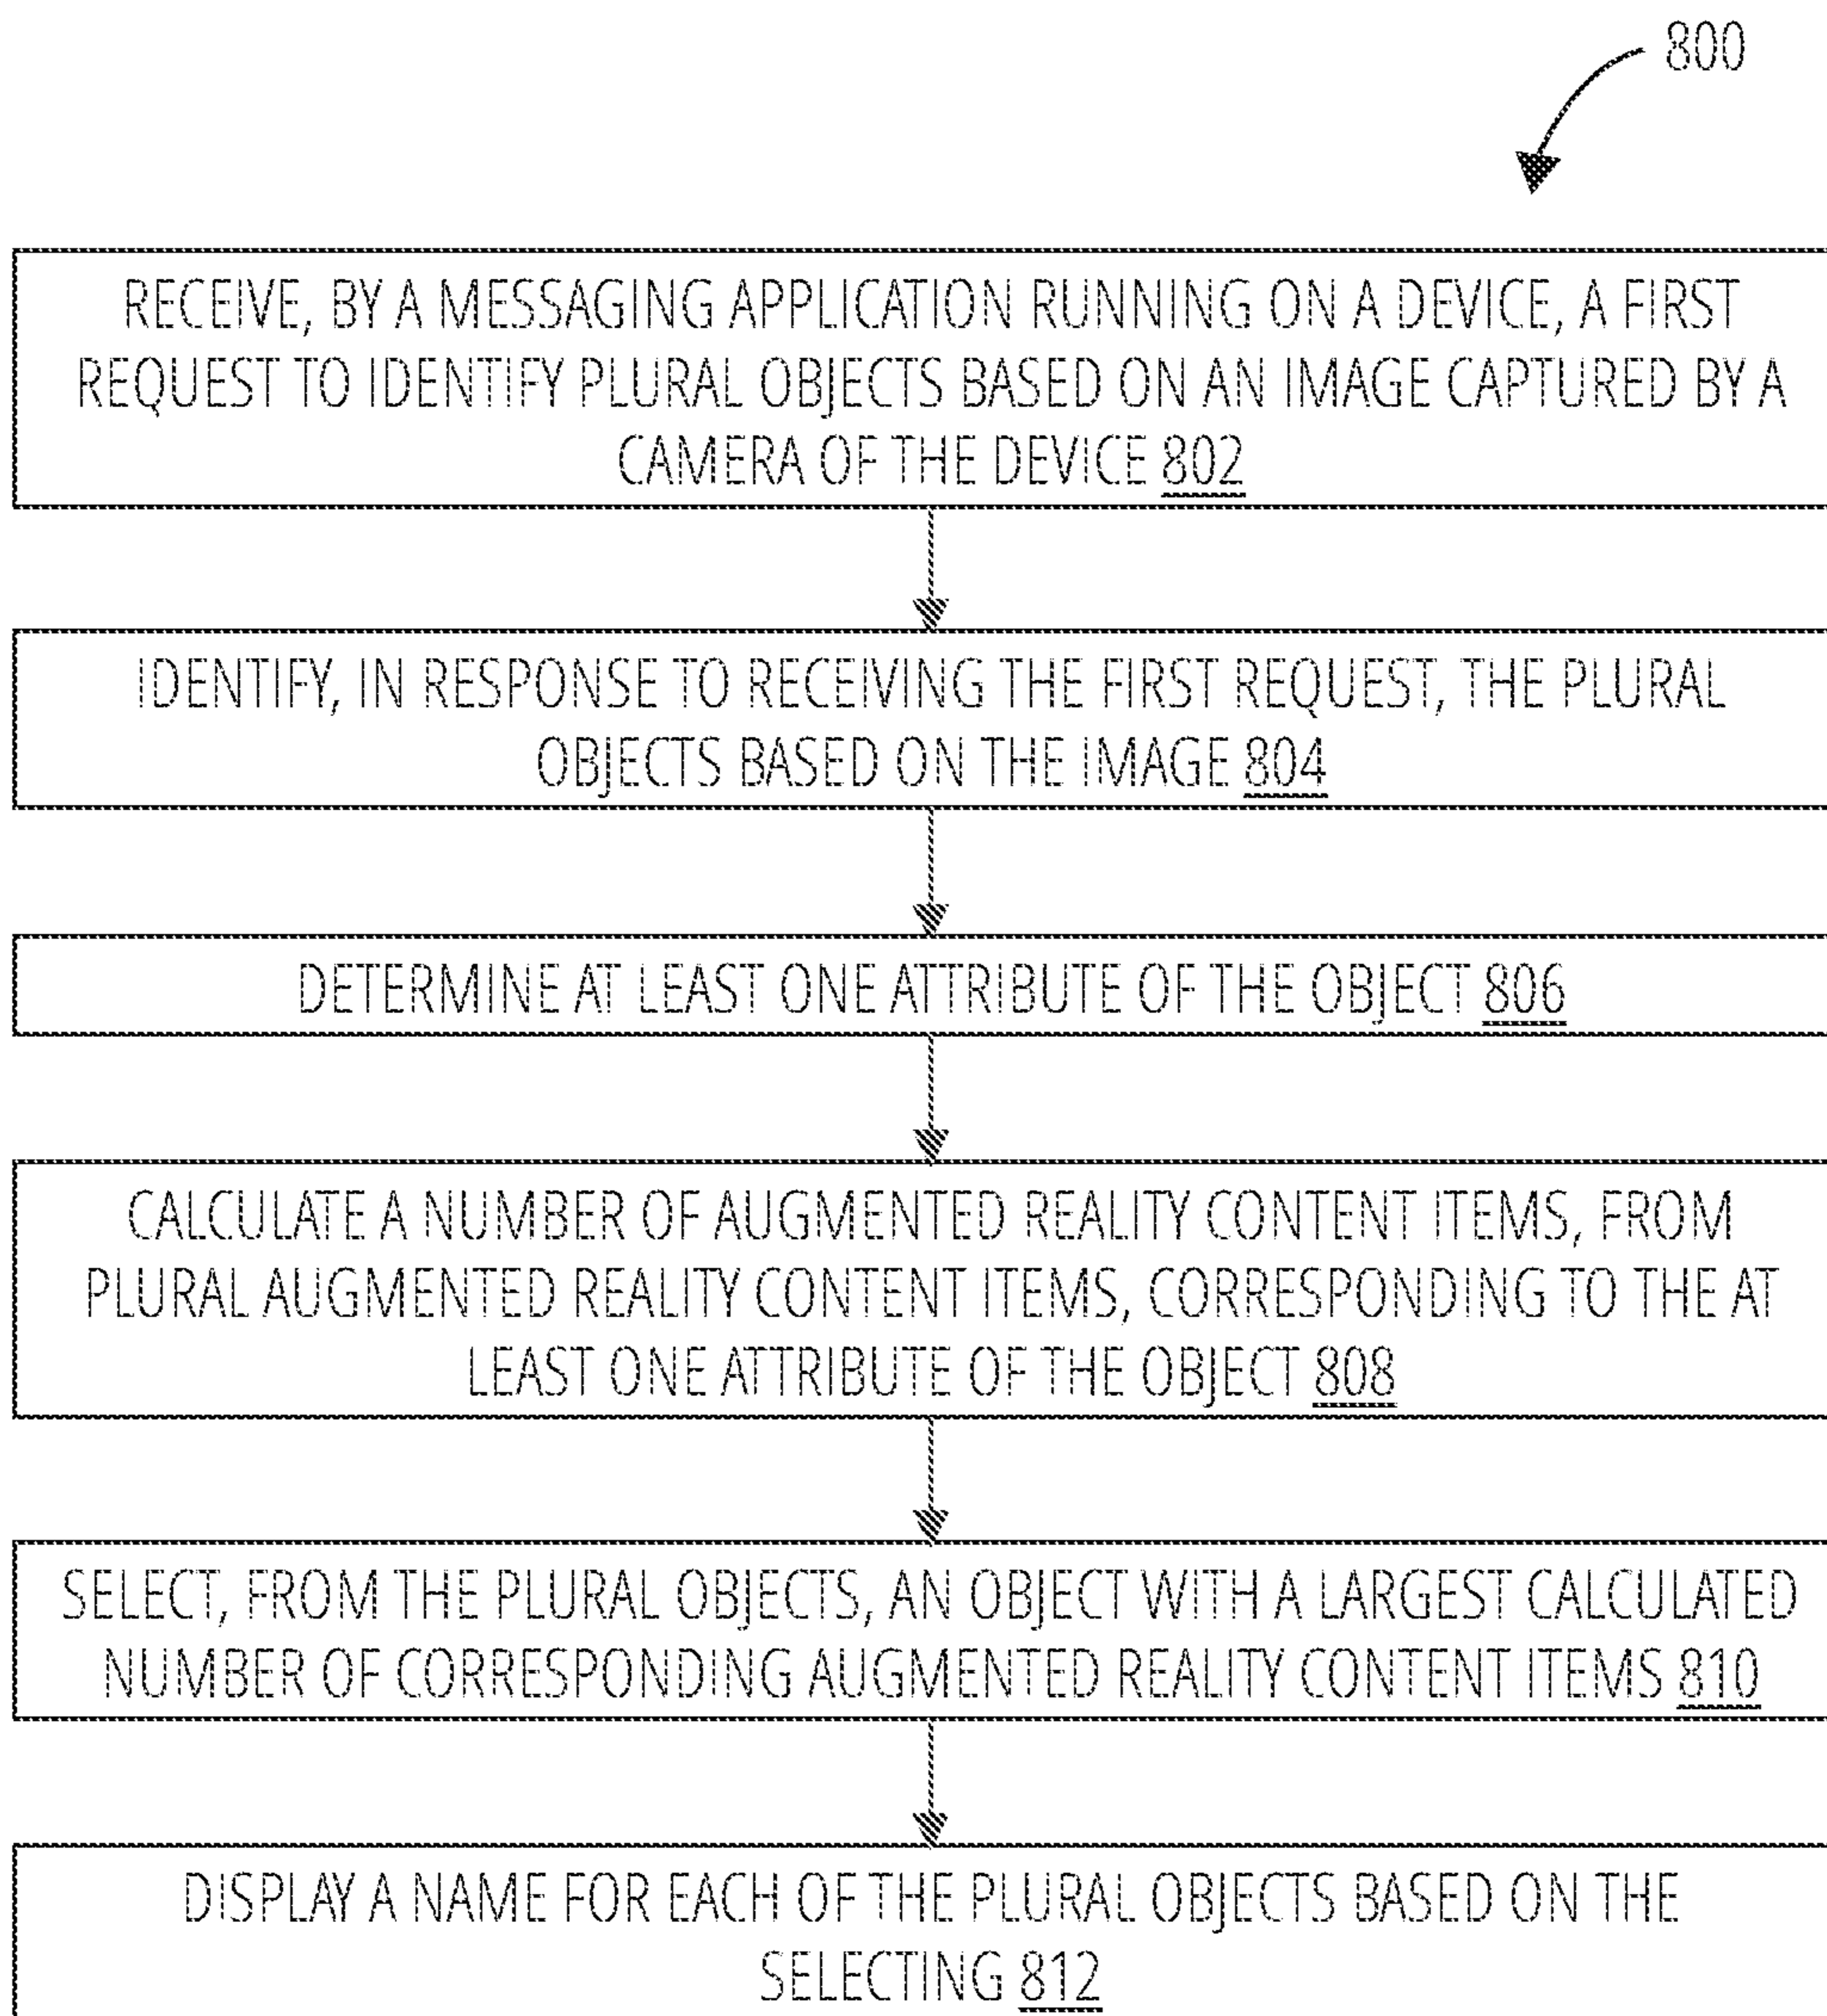 800
RECEIVE, BY A MESSAGING APPLICATION RUNNING ON A DEVICE, A FIRST
REQUEST TO IDENTIFY PLURAL OBJECTS BASED ON AN IMAGE CAPTURED BY A
CAMERA OF THE DEVICE 802
IDENTIFY, IN RESPONSE TO RECEIVING THE FIRST REQUEST, THE PLURAL
OBJECTS BASED ON THE IMAGE 804
DETERMINE AT LEAST ONE ATTRIBUTE OF THE OBJECT 806
CALCULATE A NUMBER OF AUGMENTED REALITY CONTENT ITEMS, FROM
PLURAL AUGMENTED REALITY CONTENT ITEMS, CORRESPONDING TO THE AT
LEAST ONE ATTRIBUTE OF THE OBJECT 808
SELECT, FROM THE PLURAL OBJECTS, AN OBJECT WITH A LARGEST CALCULATED
NUMBER OF CORRESPONDING AUGMENTED REALITY CONTENT ITEMS 810
DISPLAY A NAME FOR EACH OF THE PLURAL OBJECTS BASED ON THE
SELECTING 812